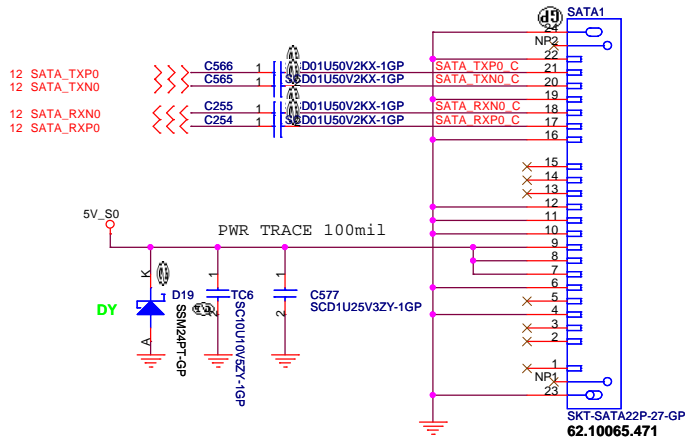 SATA1
GP
24
NP2
22
12 SATA_TXP0
C566
1
D01U50V2KX-1GP
SATA_TXP0_C
21
12 SATA_TXN0
C565
1
SCD01U50V2KX-1GP
SATA_TXN0_C
20
19
12 SATA_RXN0
C255
1
D01U50V2KX-1GP
SATA_RXN0_C
18
12 SATA_RXP0
C254
1
SCD01U50V2KX-1GP
SATA_RXP0_C
17
16
15
14
13
12
11
10
9
8
7
6
5
4
3
2
1
NP1
23
5V_S0
PWR TRACE 100mil
DY
K
A
D19
SSM24PT-GP
1
2
TC6
SC10U10V5ZY-1GP
1
2
C577
SCD1U25V3ZY-1GP
SKT-SATA22P-27-GP
62.10065.471